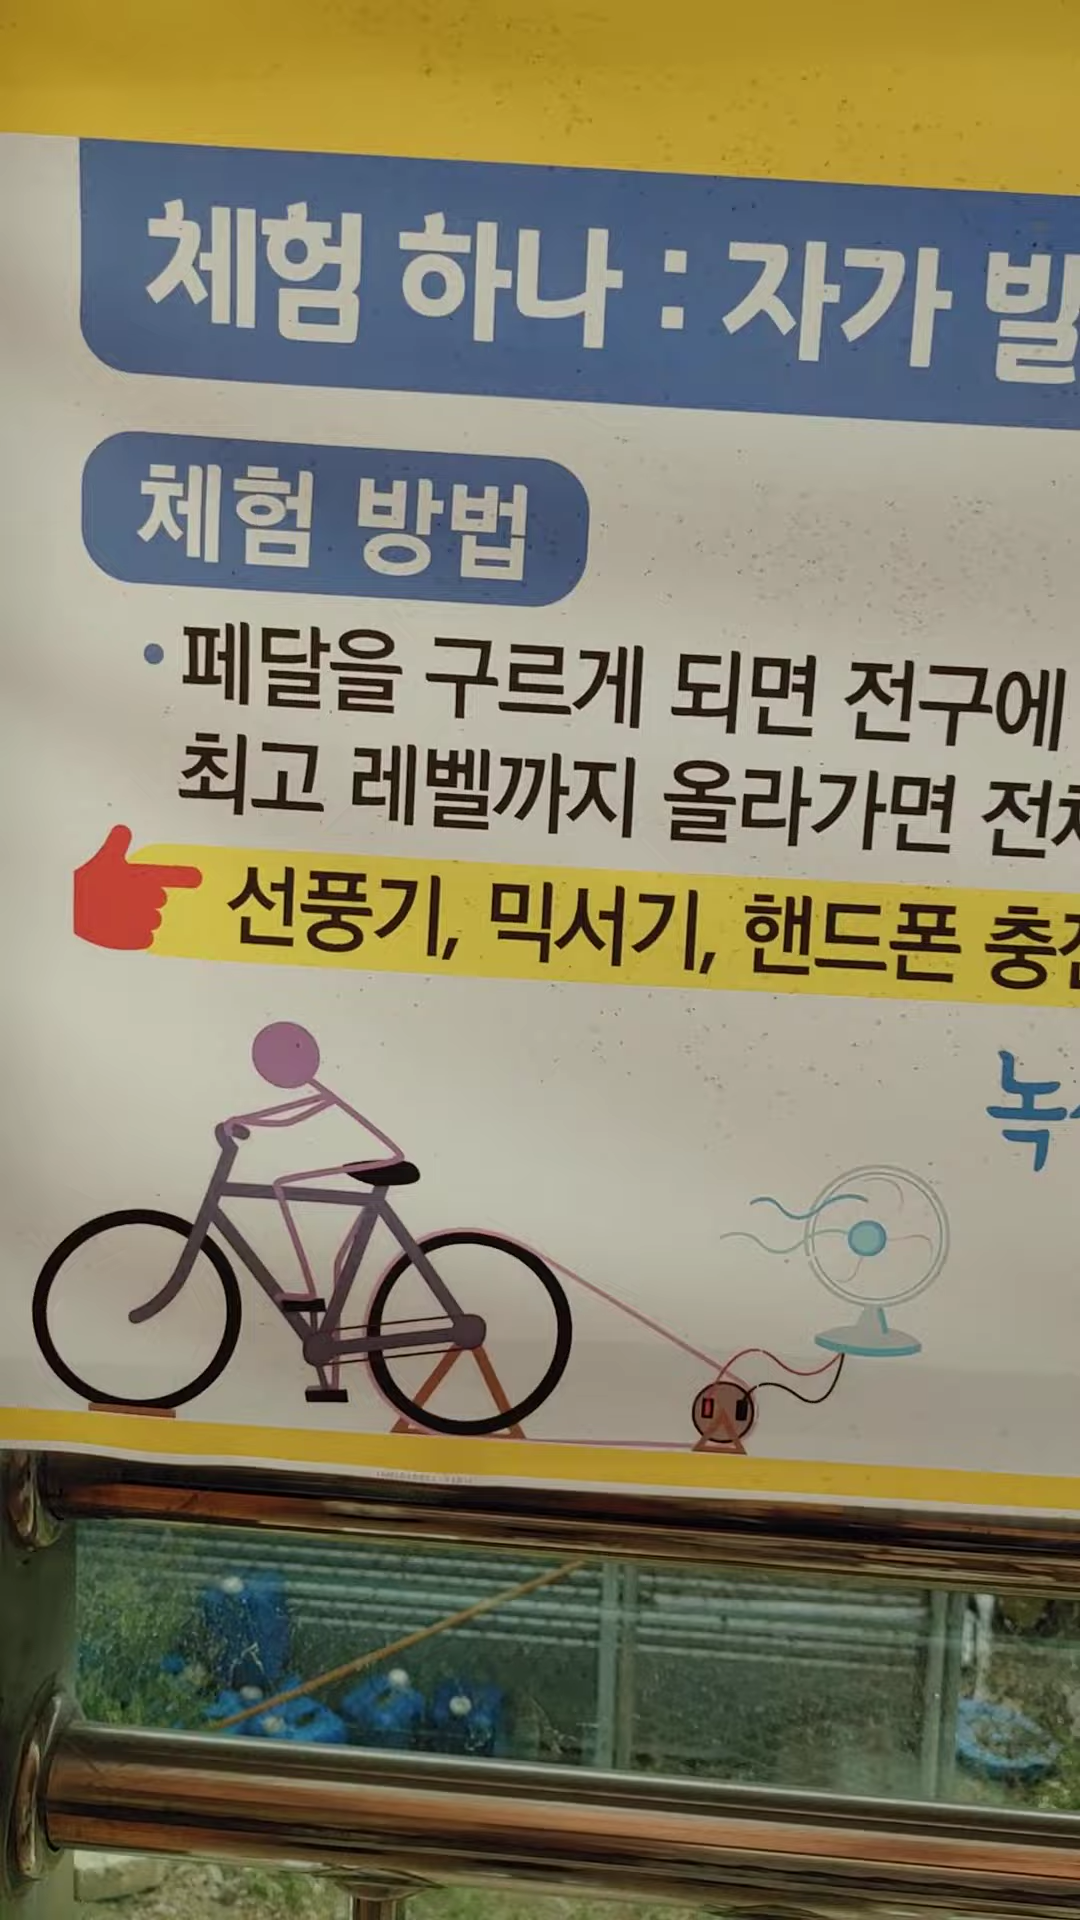 체험 하나 : 자가
체험 방법
• 페달을 구르게 되면 전구에
최고 레벨까지 올라가면
선풍기, 믹서기, 핸드폰